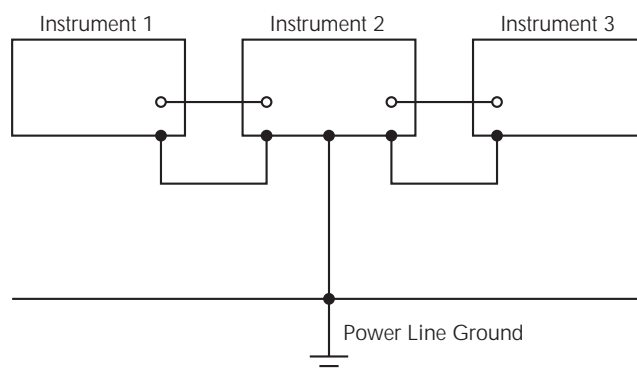 Instrument 1
Instrument 2
Instrument 3
Power Line Ground